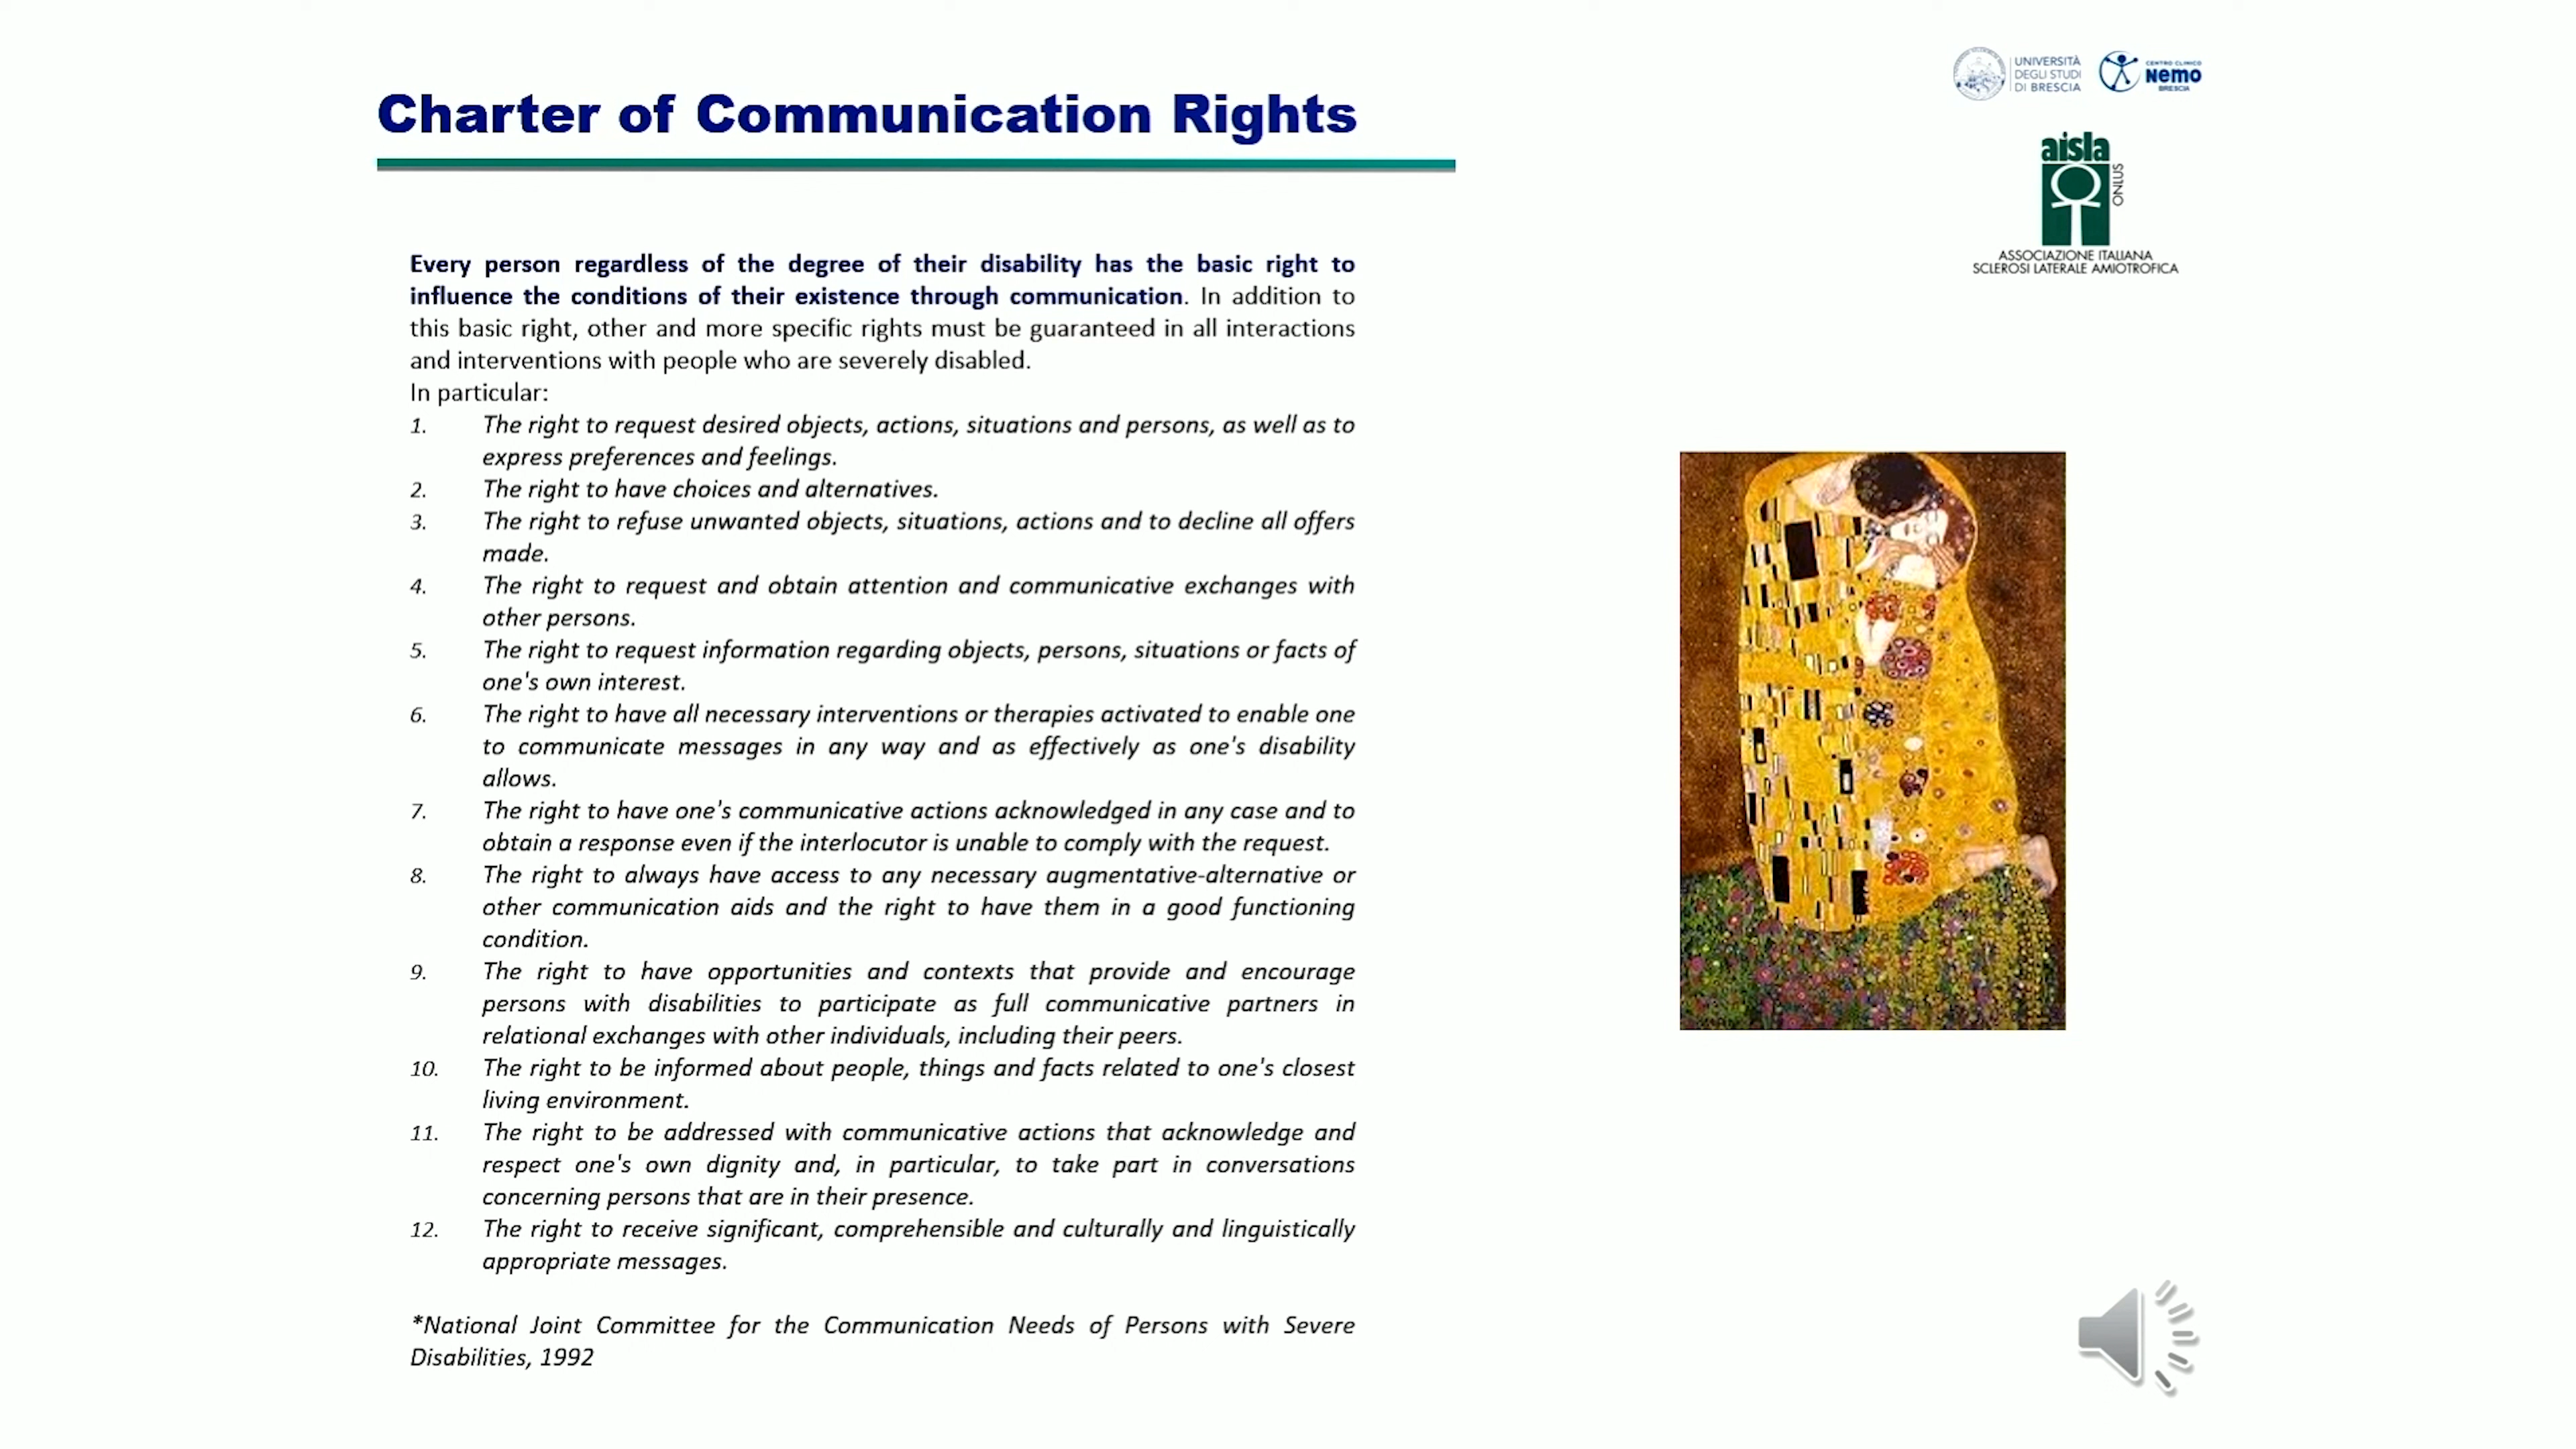 Charter of Communication Rights
UNIVERSITÀ
DEGLI STUDI
DI BRESCIA
CENTRO CLINICO
Nemo
BRESCIA
aisla
ONLUS
ASSOCIAZIONE ITALIANA
SCLEROSI LATERALE AMIOTROFICA
Every person regardless of the degree of their disability has the basic right to
influence the conditions of their existence through communication. In addition to
this basic right, other and more specific rights must be guaranteed in all interactions
and interventions with people who are severely disabled.
In particular:
1. The right to request desired objects, actions, situations and persons, as well as to
express preferences and feelings.
2. The right to have choices and alternatives.
3. The right to refuse unwanted objects, situations, actions and to decline all offers
made.
4. The right to request and obtain attention and communicative exchanges with
other persons.
5. The right to request information regarding objects, persons, situations or facts of
one's own interest.
6. The right to have all necessary interventions or therapies activated to enable one
to communicate messages in any way and as effectively as one's disability
allows.
7. The right to have one's communicative actions acknowledged in any case and to
obtain a response even if the interlocutor is unable to comply with the request.
8. The right to always have access to any necessary augmentative-alternative or
other communication aids and the right to have them in a good functioning
condition.
9. The right to have opportunities and contexts that provide and encourage
persons with disabilities to participate as full communicative partners in
relational exchanges with other individuals, including their peers.
10. The right to be informed about people, things and facts related to one's closest
living environment.
11. The right to be addressed with communicative actions that acknowledge and
respect one's own dignity and, in particular, to take part in conversations
concerning persons that are in their presence.
12. The right to receive significant, comprehensible and culturally and linguistically
appropriate messages.
*National Joint Committee for the Communication Needs of Persons with Severe
Disabilities, 1992